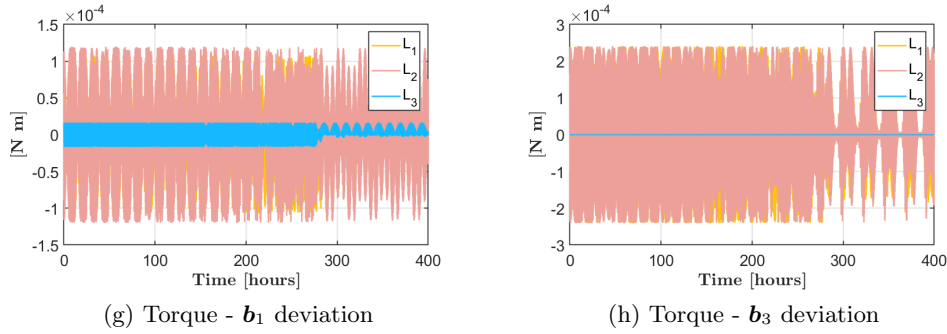 ×10⁻⁴
1.5
1
0.5
0
-0.5
-1
-1.5
[N m]
L₁
L₂
L₃
0 100 200 300 400
Time [hours]
(g) Torque - b₁ deviation
×10⁻⁴
3
2
1
0
-1
-2
-3
[N m]
L₁
L₂
L₃
0 100 200 300 400
Time [hours]
(h) Torque - b₃ deviation